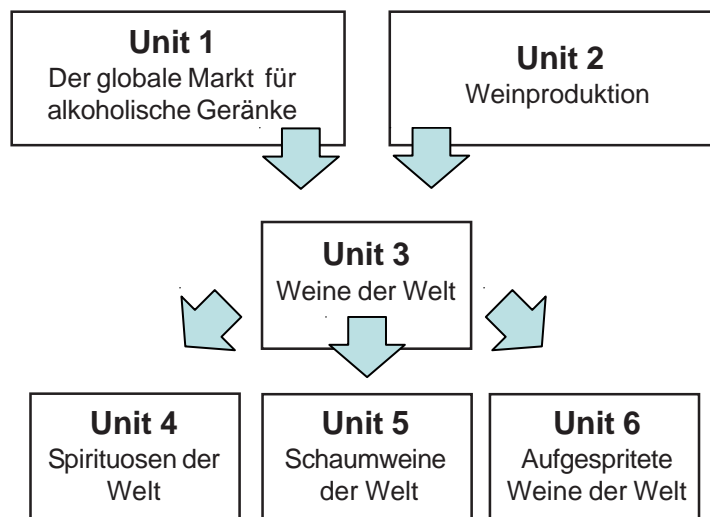 Unit 1
Der globale Markt für
alkoholische Geränke
Unit 2
Weinproduktion
Unit 3
Weine der Welt
Unit 4
Spirituosen der
Welt
Unit 5
Schaumweine
der Welt
Unit 6
Aufgespritete
Weine der Welt